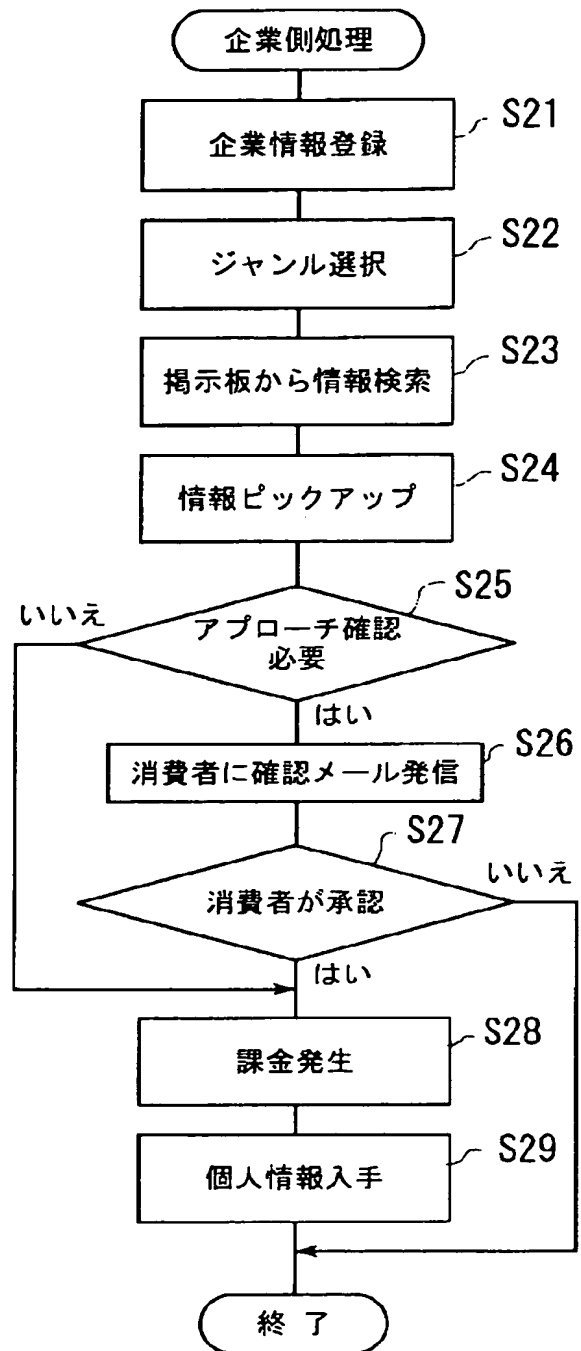 企業側処理
企業情報登録
S21
ジャンル選択
S22
掲示板から情報検索
S23
情報ピックアップ
S24
S25
いいえ
アプローチ確認
必要
はい
S26
消費者に確認メール発信
S27
いいえ
消費者が承認
はい
S28
課金発生
S29
個人情報入手
終了